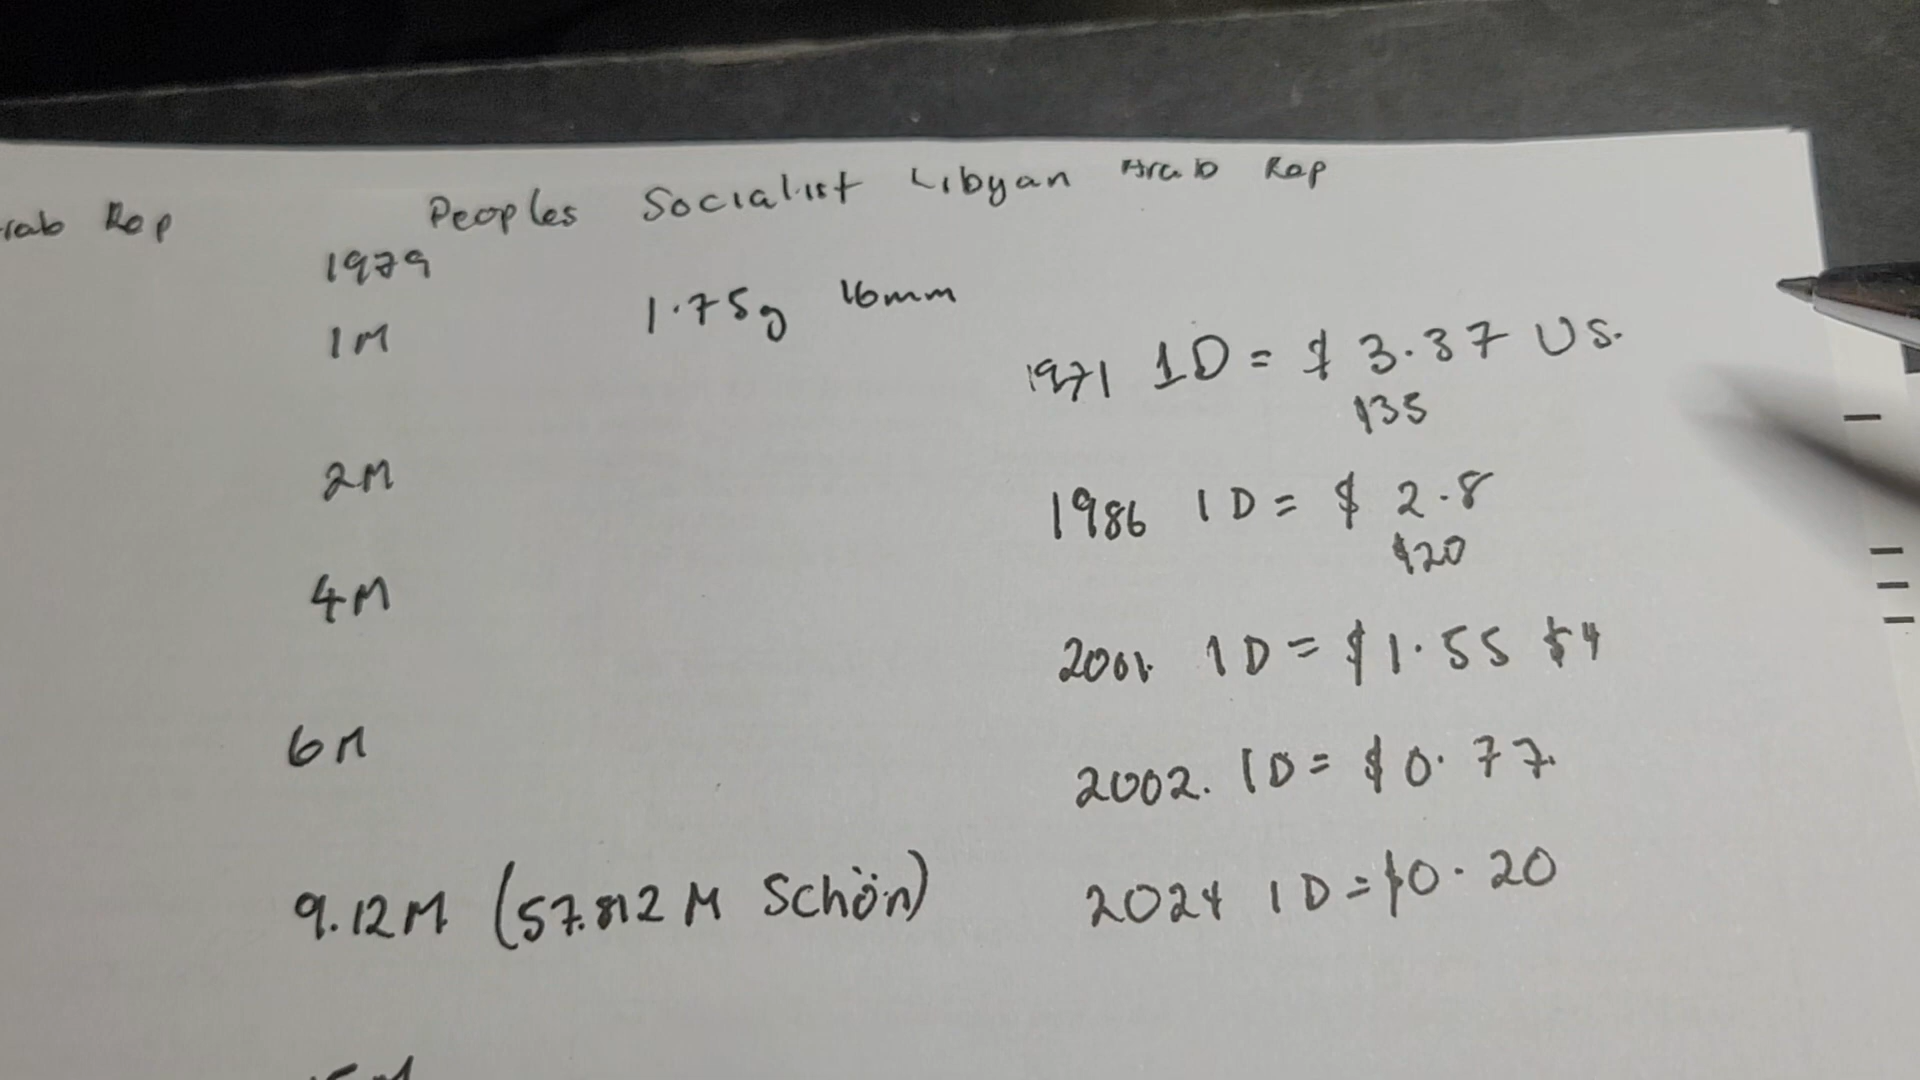 Peoples Socialist Libyan Arab Rep
rab Rep
1979
1M
1.75g 16mm
1971 1D = $ 3.37 US.
$35
2M
1986 1D = $ 2.8
$20
4M
2001. 1D = $1.55 $4
6M
2002. 1D = $0.77.
9.12M (57.812 M Schön)
2024 1D = $0.20